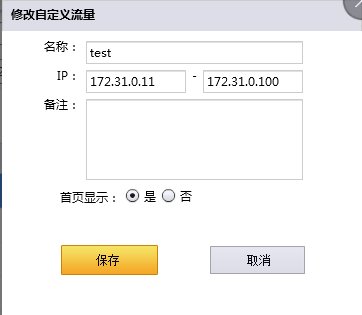 修改自定义流量
名称： test
IP： 172.31.0.11 - 172.31.0.100
备注：
首页显示： 是 否
保存 取消